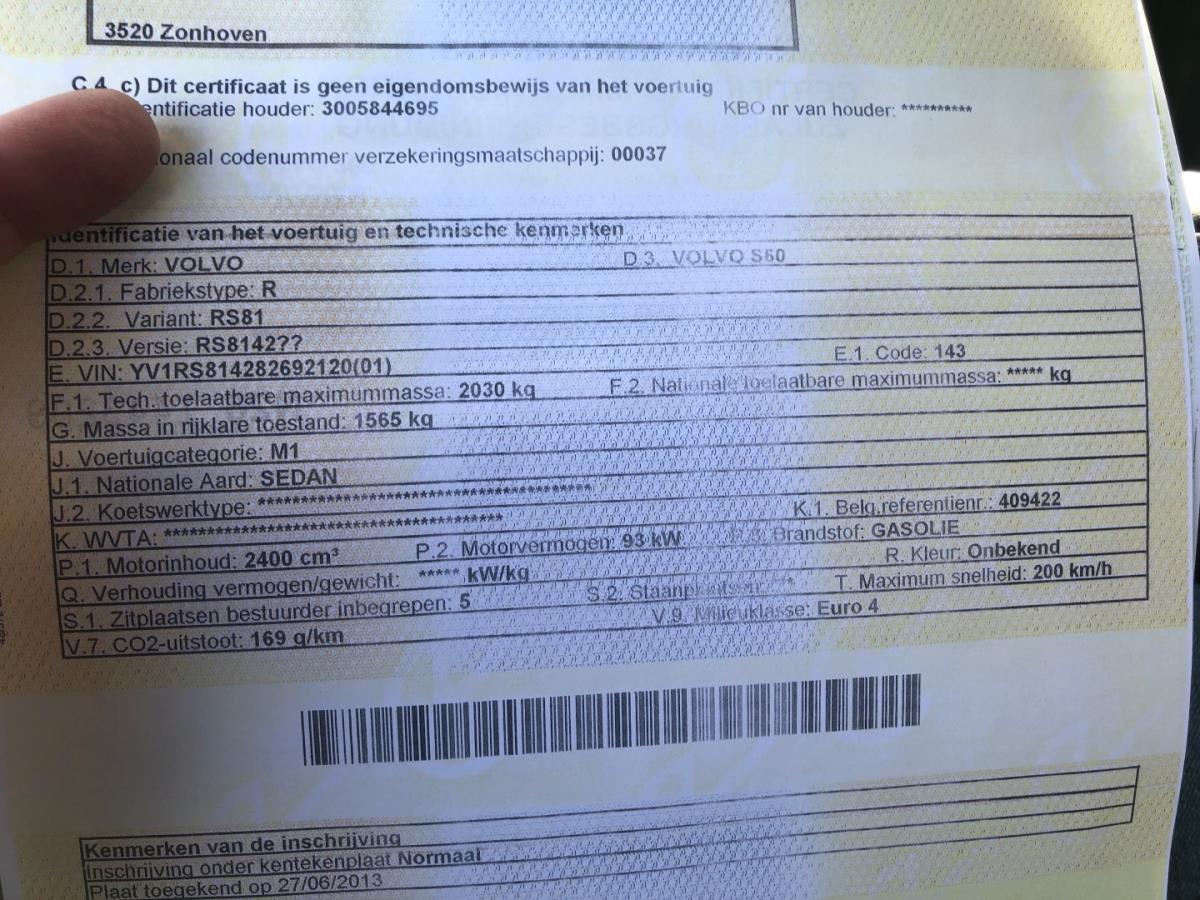 3520 Zonhoven
C.4. c) Dit certificaat is geen eigendomsbewijs van het voertuig
entificatie houder: 3005844695 KBO nr van houder: **********
onaal codenummer verzekeringsmaatschappij: 00037
Identificatie van het voertuig en technische kenmerken
D.1. Merk: VOLVO D.3. VOLVO S60
D.2.1. Fabriekstype: R
D.2.2. Variant: RS81
D.2.3. Versie: RS8142??
E. VIN: YV1RS814282692120(01) E.1. Code: 143
F.1. Tech. toelaatbare maximummassa: 2030 kg F.2. Nationale toelaatbare maximummassa: ***** kg
G. Massa in rijklare toestand: 1565 kg
J. Voertuigcategorie: M1
J.1. Nationale Aard: SEDAN
J.2. Koetswerktype: ****************************************
K. WVTA: **************************************** K.1. Belg.referentienr.: 409422
P.1. Motorinhoud: 2400 cm³ P.2. Motorvermogen: 93 kW P.3. Brandstof: GASOLIE
Q. Verhouding vermogen/gewicht: ***** kW/kg R. Kleur: Onbekend
S.1. Zitplaatsen bestuurder inbegrepen: 5 S.2. Staanplaatsen: *** T. Maximum snelheid: 200 km/h
V.7. CO2-uitstoot: 169 g/km V.9. Milieuklasse: Euro 4
Kenmerken van de inschrijving
Inschrijving onder kentekenplaat Normaal
Plaat toegekend op 27/06/2013